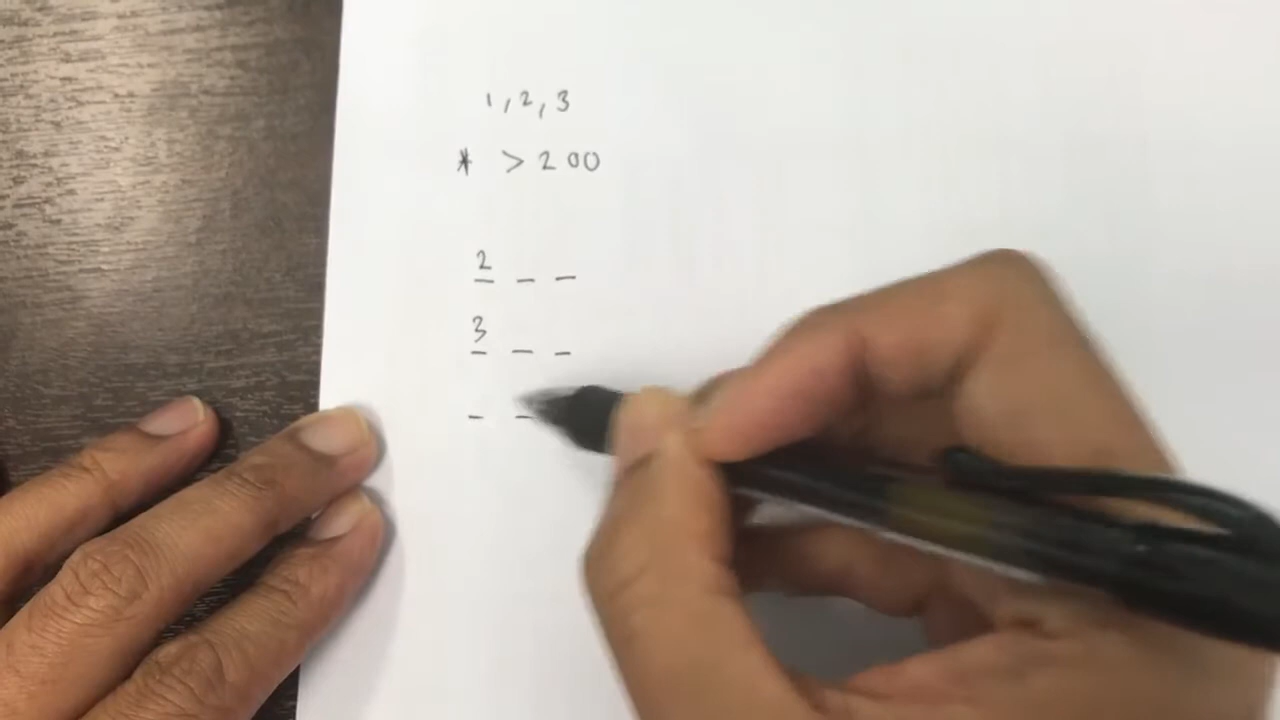 1, 2, 3
* > 200
2 _ _
3 _ _
_ _